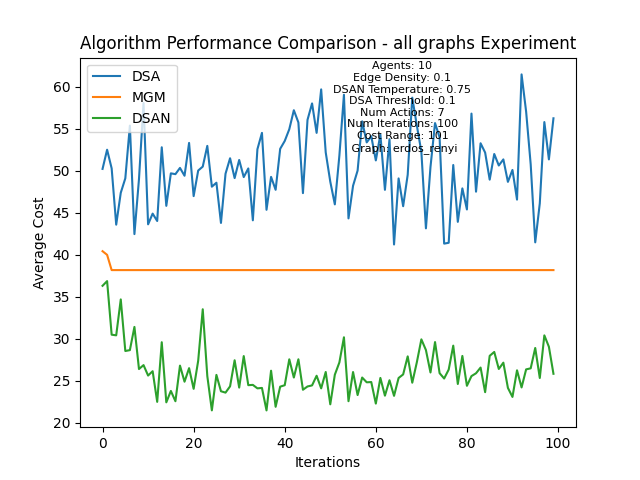 Algorithm Performance Comparison - all graphs Experiment
DSA
MGM
DSAN
Agents: 10
Edge Density: 0.1
DSAN Temperature: 0.75
DSA Threshold: 0.1
Num Actions: 7
Num Iterations: 100
Cost Range: 101
Graph: erdos_renyi
Average Cost
60
55
50
45
40
35
30
25
20
0
20
40
60
80
100
Iterations